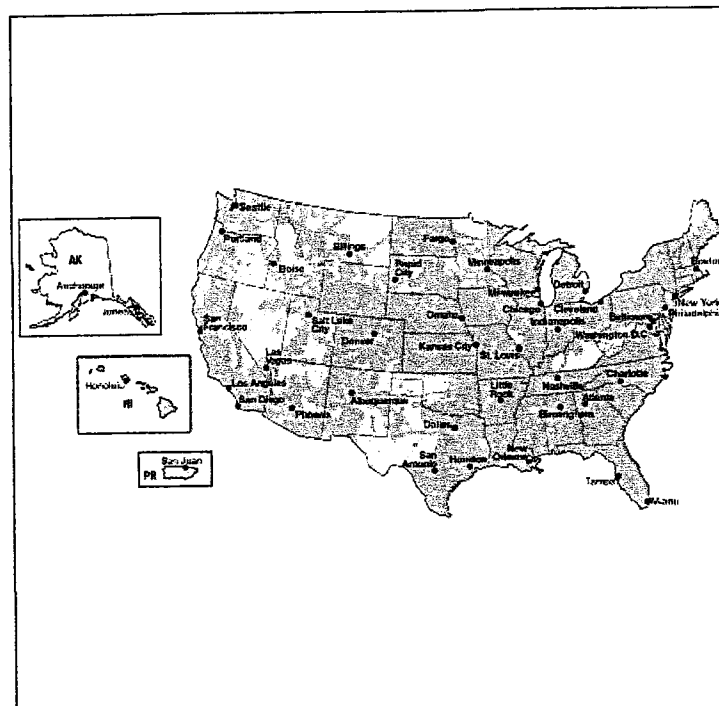 Seattle
Portland
Boise
Billings
Fargo
Rapid
City
Minneapolis
Milwaukee
Detroit
Boston
New York
Philadelphia
Chicago
Cleveland
Indianapolis
Baltimore
Washington D.C.
Omaha
San
Francisco
Salt Lake
City
Denver
Kansas City
St. Louis
Las
Vegas
Los Angeles
San Diego
Phoenix
Albuquerque
Little
Rock
Nashville
Charlotte
Atlanta
Birmingham
Dallas
San
Antonio
Houston
New
Orleans
Tampa
Miami
AK
Anchorage
Juneau
Honolulu
HI
San Juan
PR